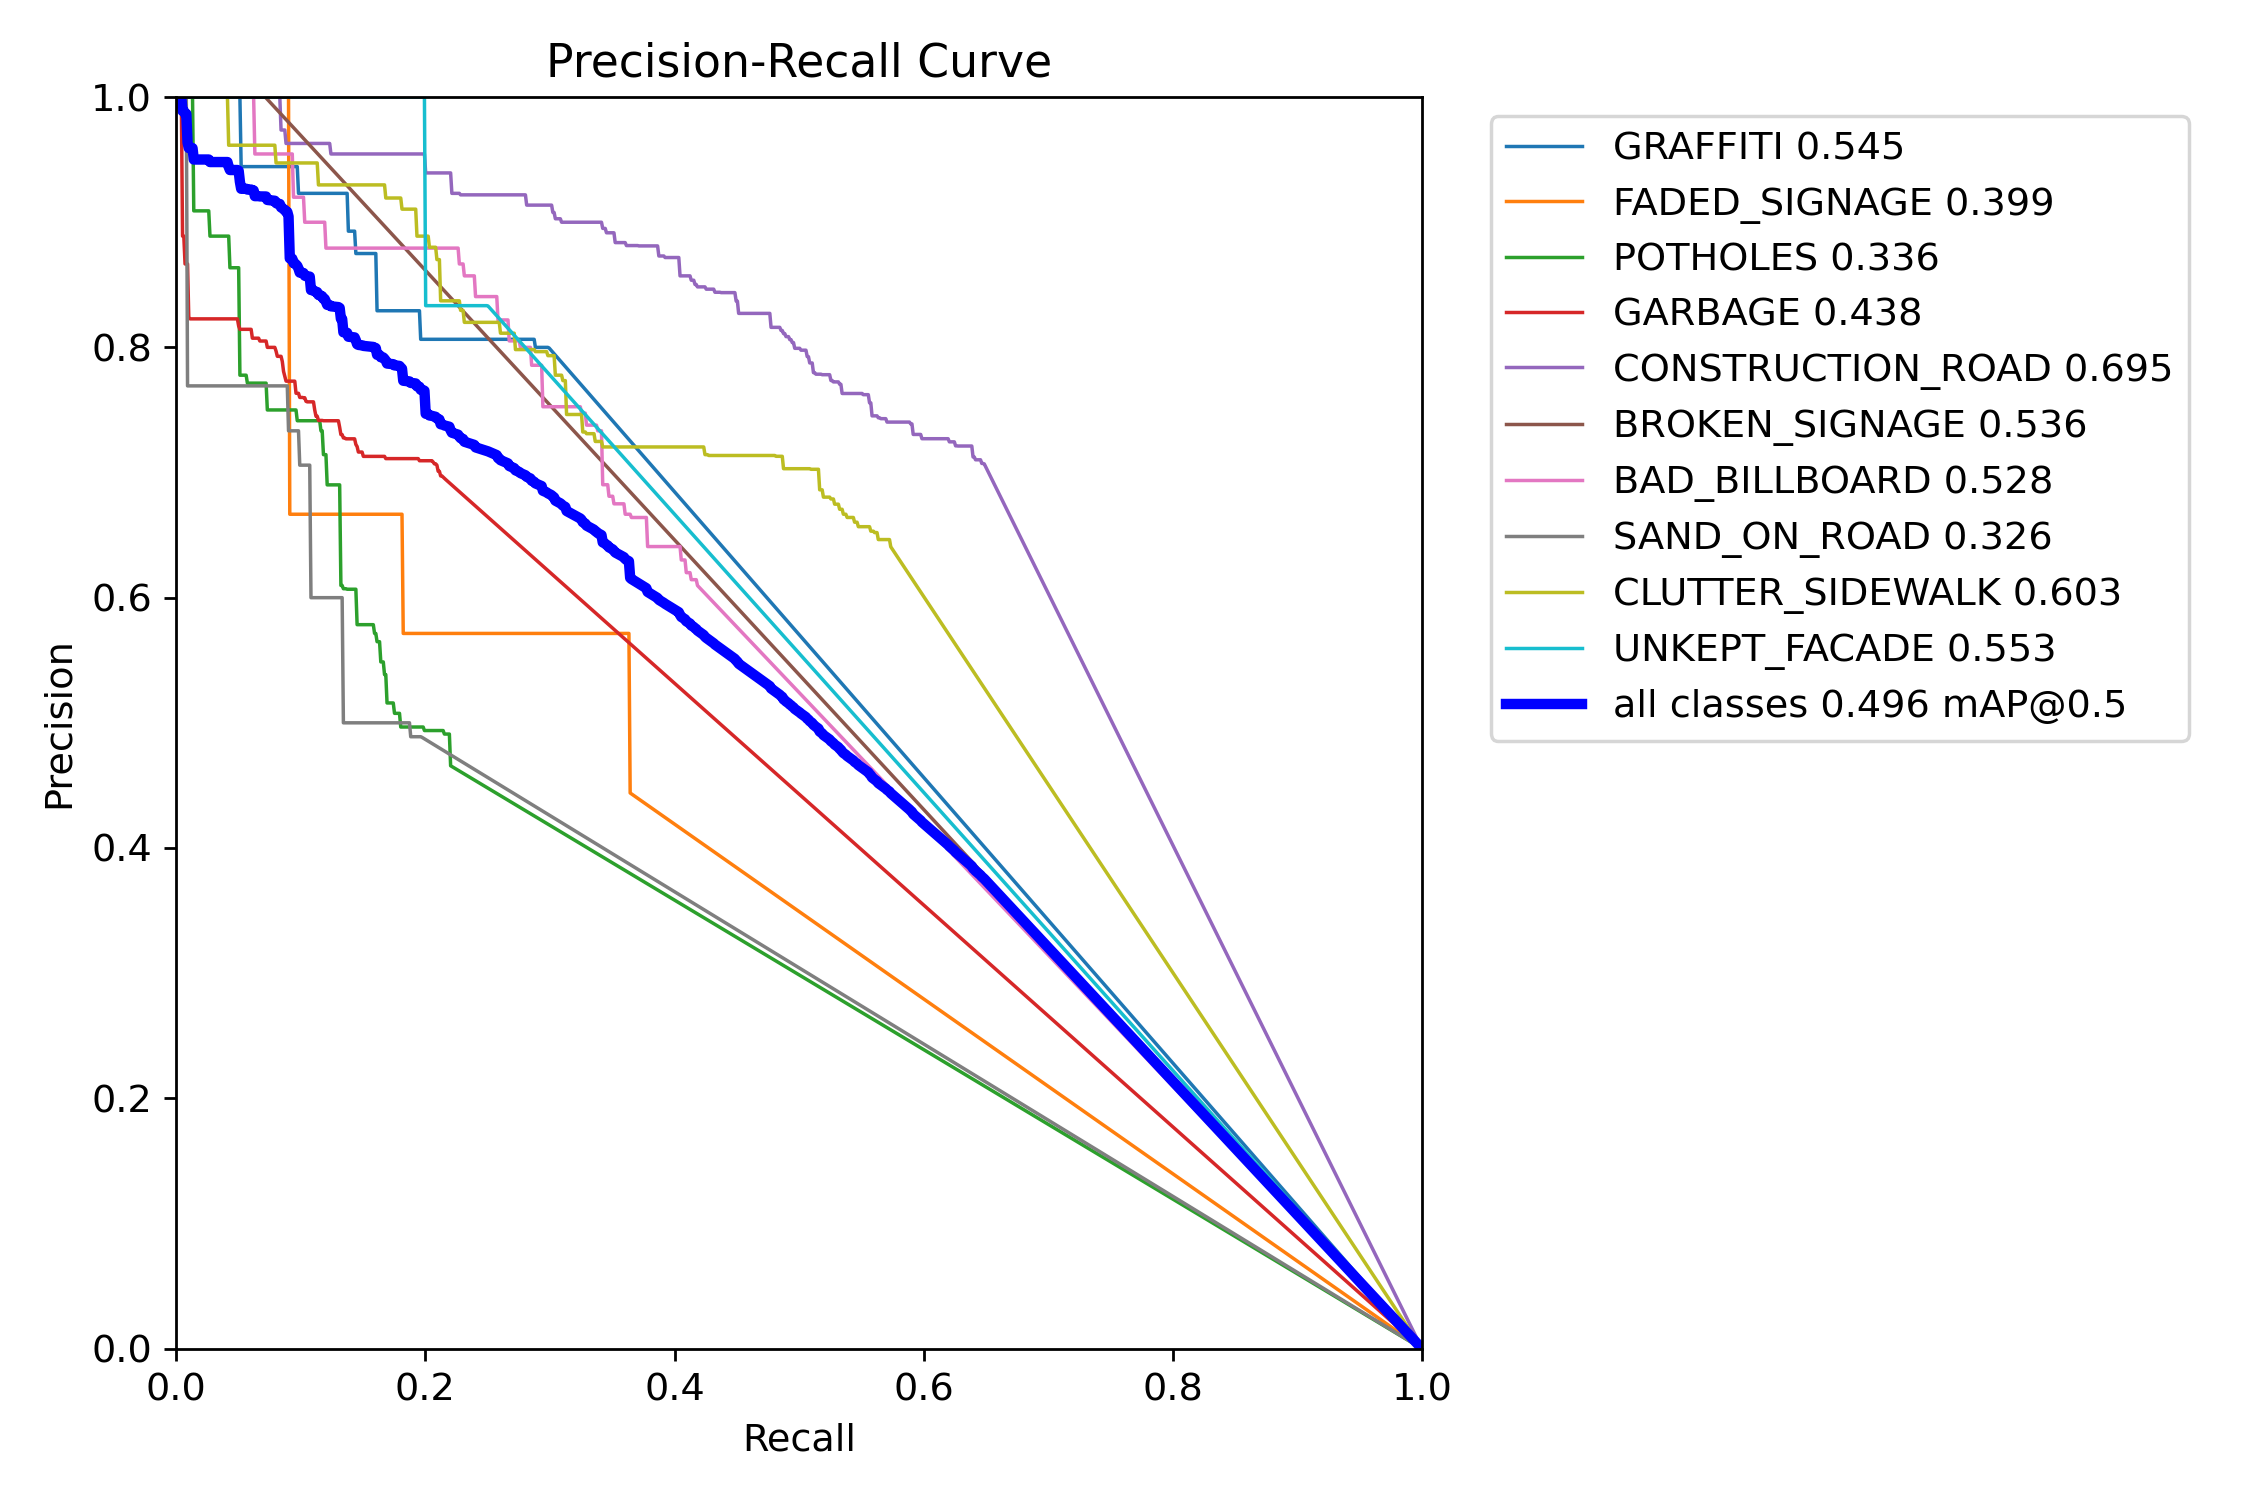 Precision-Recall Curve
1.0
0.8
0.6
0.4
0.2
0.0
Precision
0.0 0.2 0.4 0.6 0.8 1.0
Recall
GRAFFITI 0.545
FADED_SIGNAGE 0.399
POTHOLES 0.336
GARBAGE 0.438
CONSTRUCTION_ROAD 0.695
BROKEN_SIGNAGE 0.536
BAD_BILLBOARD 0.528
SAND_ON_ROAD 0.326
CLUTTER_SIDEWALK 0.603
UNKEPT_FACADE 0.553
all classes 0.496 mAP@0.5